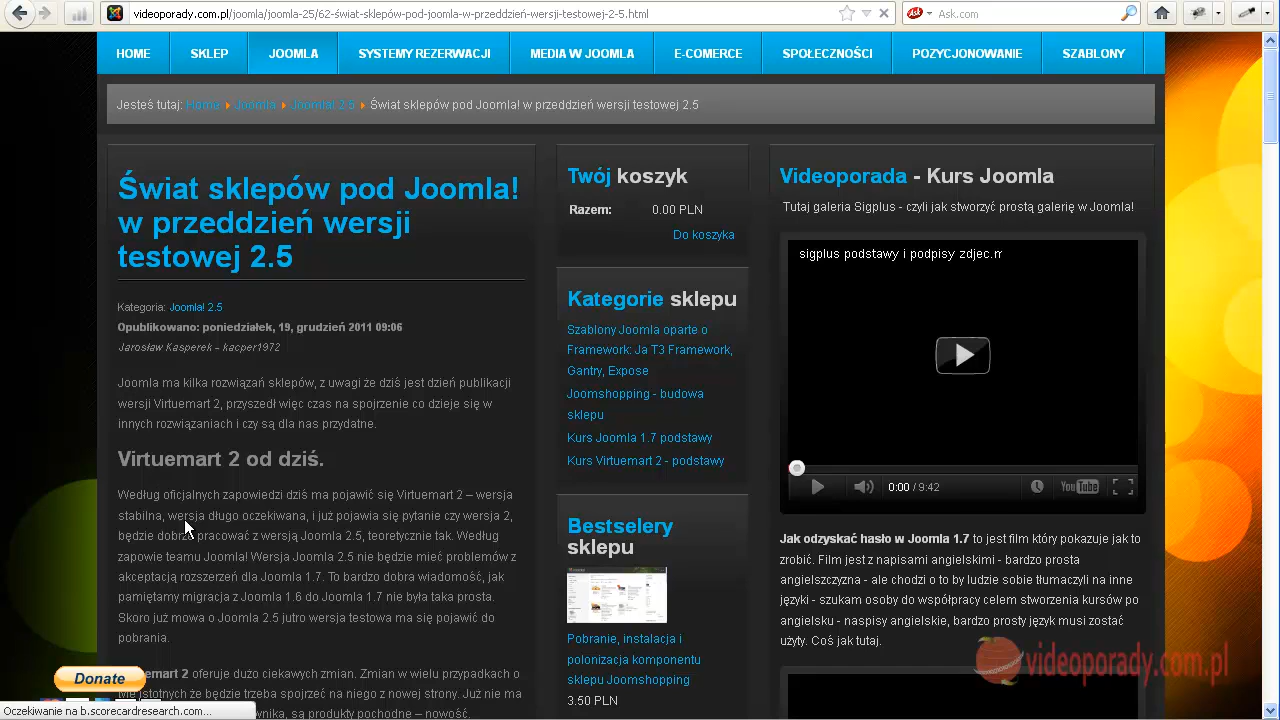 videoporady.com.pl/joomla/joomla-25/62-świat-sklepów-pod-joomla-w-przeddzień-wersji-testowej-2-5.html
Ask.com
HOME SKLEP JOOMLA SYSTEMY REZERWACJI MEDIA W JOOMLA E-COMERCE SPOŁECZNOŚCI POZYCJONOWANIE SZABLONY
Jesteś tutaj: Home Joomla Joomla! 2.5 Świat sklepów pod Joomla! w przeddzień wersji testowej 2.5
Świat sklepów pod Joomla!
w przeddzień wersji
testowej 2.5
Kategoria: Joomla! 2.5
Opublikowano: poniedziałek, 19, grudzień 2011 09:06
Jarosław Kasperek – kacper1972
Joomla ma kilka rozwiązań sklepów, z uwagi że dziś jest dzień publikacji
wersji Virtuemart 2, przyszedł więc czas na spojrzenie co dzieje się w
innych rozwiązaniach i czy są dla nas przydatne.
Virtuemart 2 od dziś.
Według oficjalnych zapowiedzi dziś ma pojawić się Virtuemart 2 – wersja
stabilna, wersja długo oczekiwana, i już pojawia się pytanie czy wersja 2,
będzie dobrze pracować z wersją Joomla 2.5, teoretycznie tak. Według
zapowie teamu Joomla! Wersja Joomla 2.5 nie będzie mieć problemów z
akceptacją rozszerzeń dla Joomla 1.7. To bardzo dobra wiadomość, jak
pamiętamy migracja z Joomla 1.6 do Joomla 1.7 nie była taka prosta.
Skoro już mowa o Joomla 2.5 jutro wersja testowa ma się pojawić do
pobrania.
2 oferuje dużo ciekawych zmian. Zmian w wielu przypadkach o
istotnych że będzie trzeba spojrzeć na niego z nowej strony. Już nie ma
są produkty pochodne – nowość.
Donate
Oczekiwanie na b.scorecardresearch.com...
Twój koszyk
Razem: 0.00 PLN
Do koszyka
Kategorie sklepu
Szablony Joomla oparte o
Framework: Ja T3 Framework,
Gantry, Expose
Joomshopping - budowa
sklepu
Kurs Joomla 1.7 podstawy
Kurs Virtuemart 2 - podstawy
Bestselery
sklepu
Pobranie, instalacja i
polonizacja komponentu
sklepu Joomshopping
3.50 PLN
Videoporada - Kurs Joomla
Tutaj galeria Sigplus - czyli jak stworzyć prostą galerię w Joomla!
sigplus podstawy i podpisy zdjec.m
0:00 / 9:42
YouTube
Jak odzyskać hasło w Joomla 1.7 to jest film który pokazuje jak to
zrobić. Film jest z napisami angielskimi - bardzo prosta
angielszczyzna - ale chodzi o to by ludzie sobie tłumaczyli na inne
języki - szukam osoby do współpracy celem stworzenia kursów po
angielsku - napisy angielskie, bardzo prosty język musi zostać
użyty. Coś jak tutaj.
videoporady.com.pl